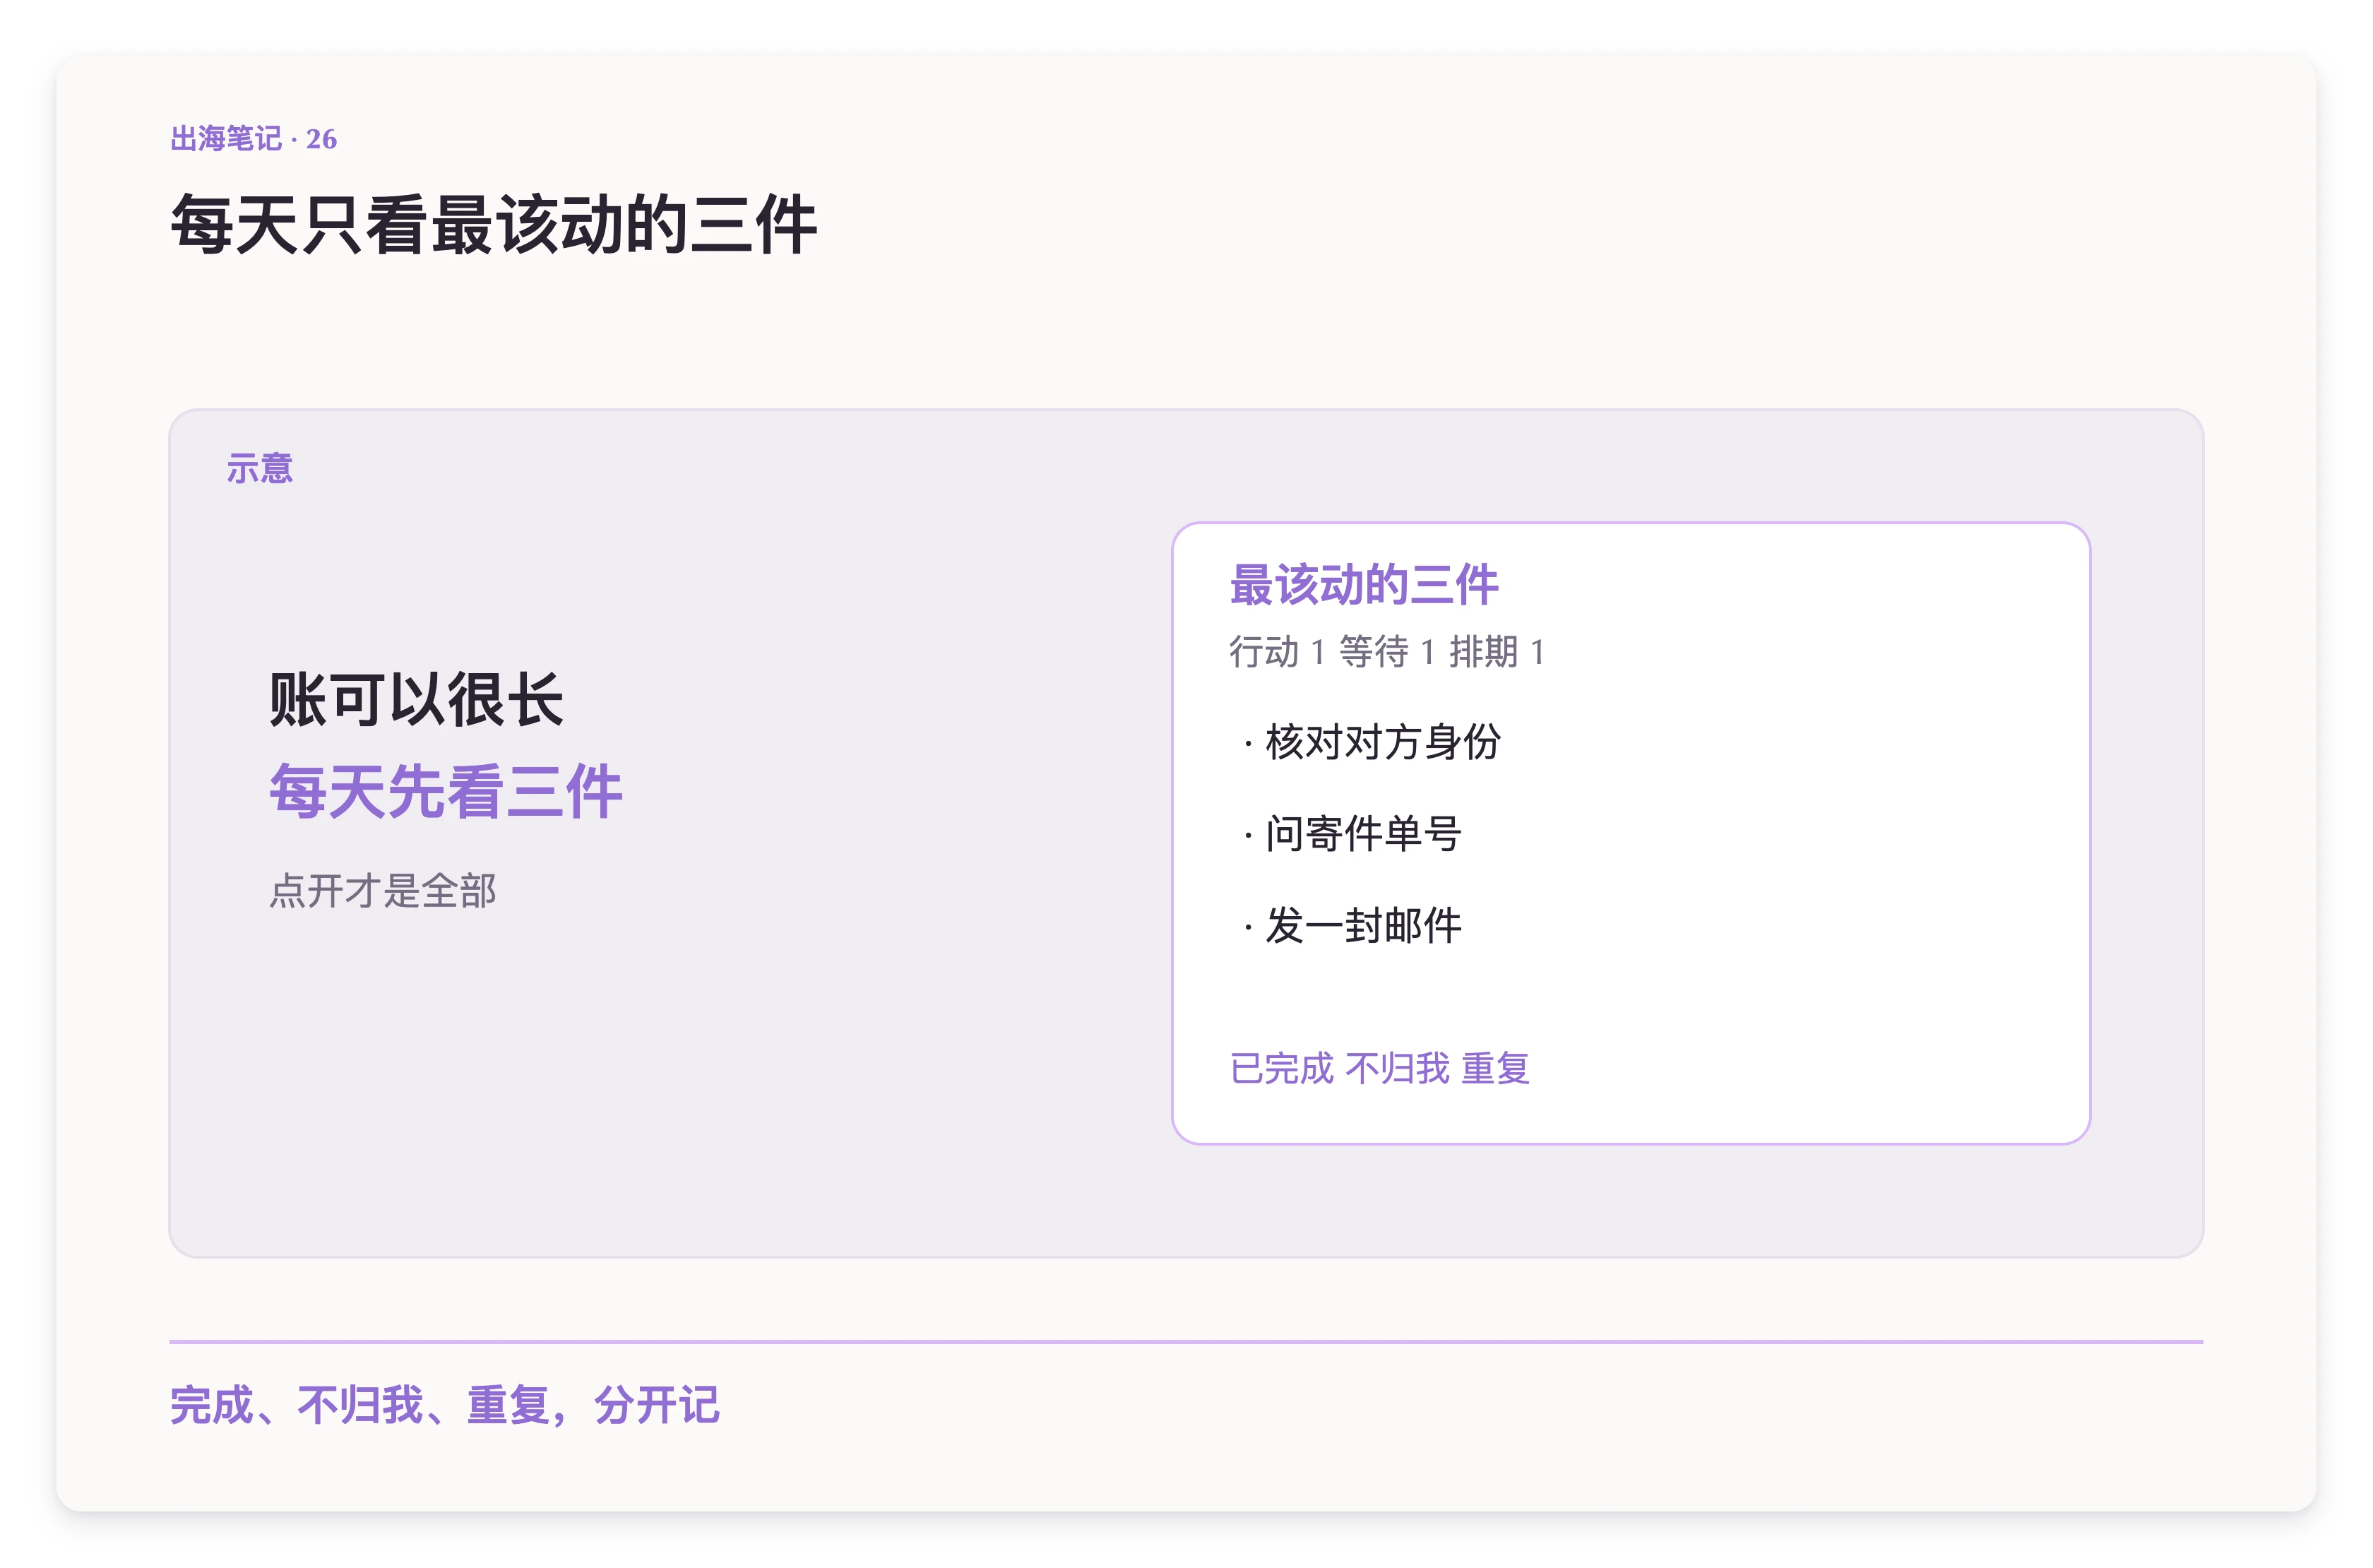 出海笔记 · 26
每天只看最该动的三件
示意
账可以很长
每天先看三件
点开才是全部
最该动的三件
行动 1 等待 1 排期 1
· 核对对方身份
· 问寄件单号
· 发一封邮件
已完成 不归我 重复
完成、不归我、重复，分开记